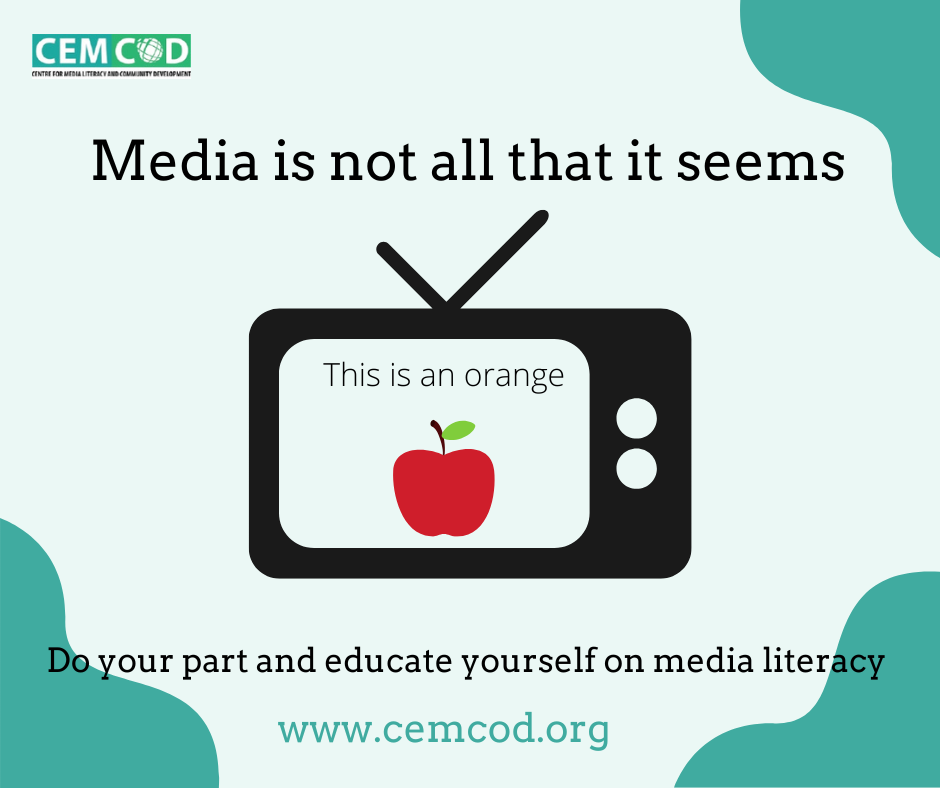 CEMCOD
CENTRE FOR MEDIA LITERACY AND COMMUNITY DEVELOPMENT
Media is not all that it seems
This is an orange
Do your part and educate yourself on media literacy
www.cemcod.org